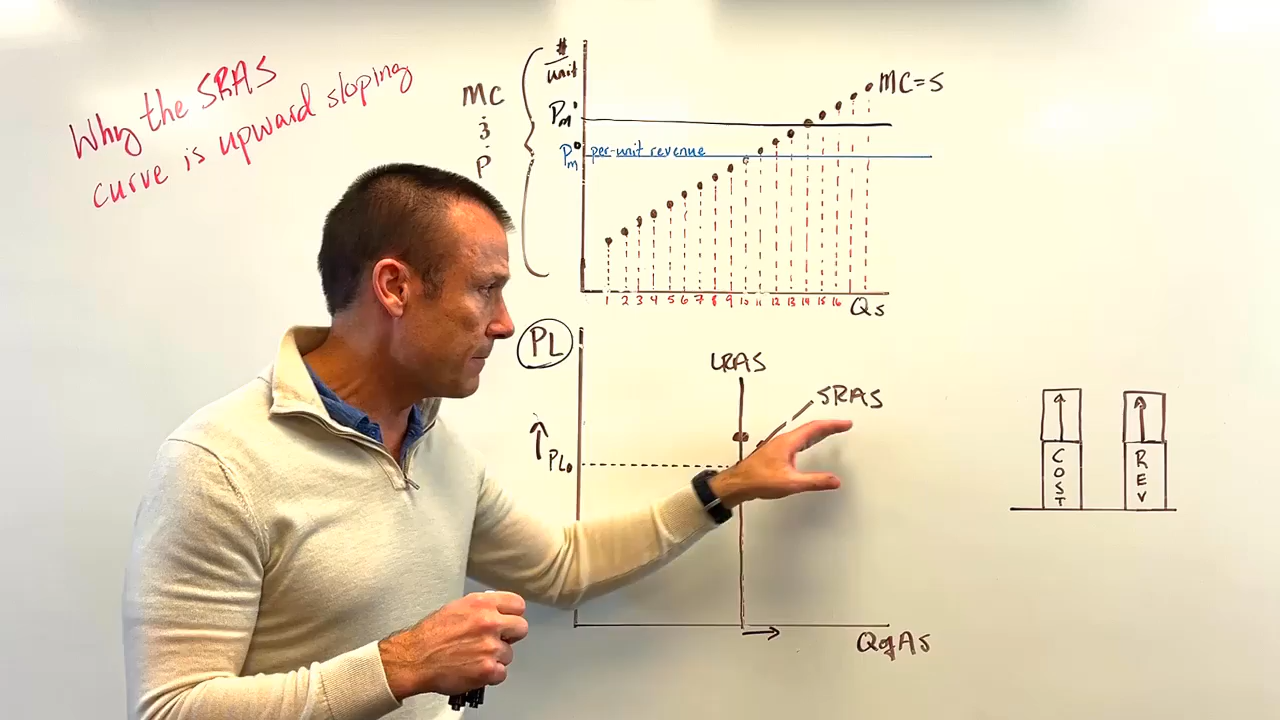 Why the SRAS
curve is upward sloping
MC
&
P
#
unit
Pm'
Pm° per-unit revenue
MC=S
1 2 3 4 5 6 7 8 9 10 11 12 13 14 15 16
Qs
PL
LRAS
SRAS
↑PL₀
→
QofAS
↑
COST
↑
REV